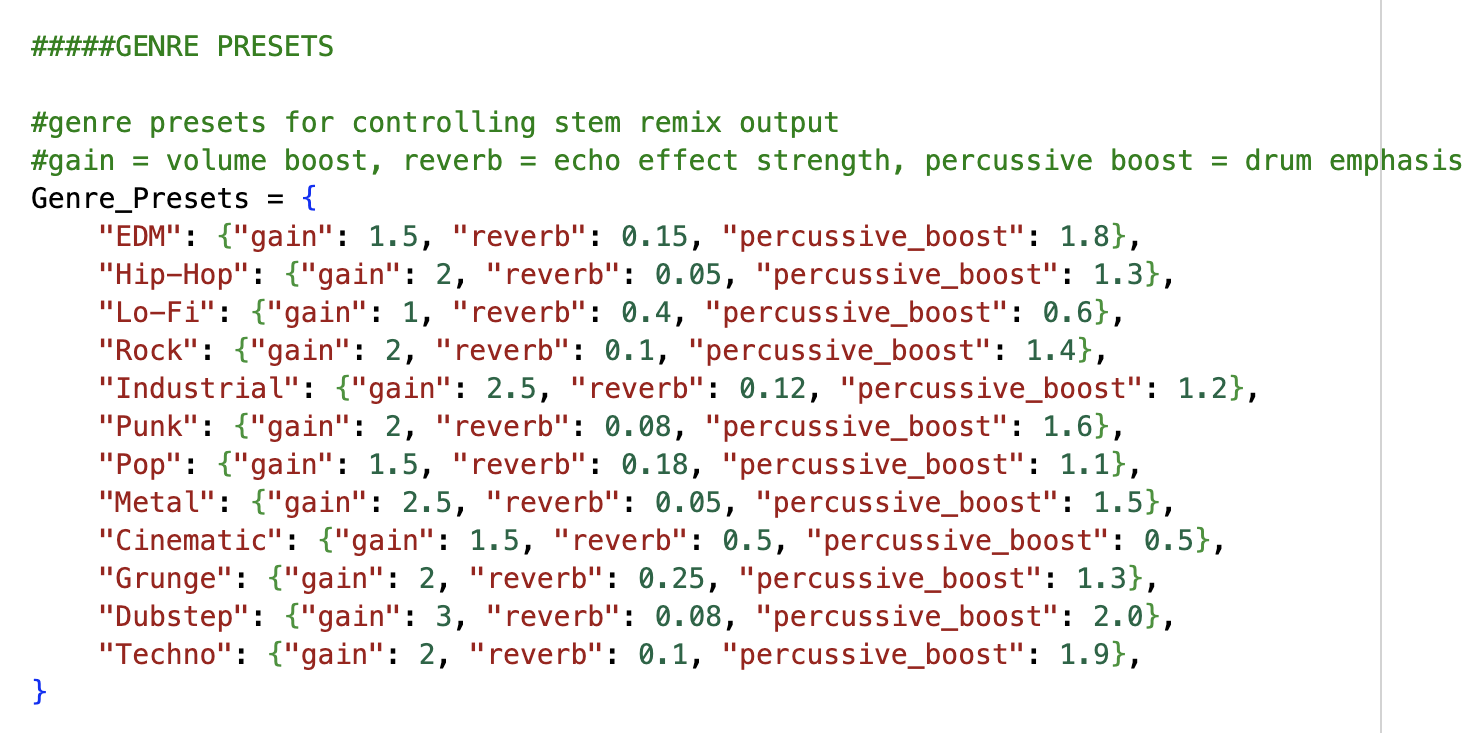 #####GENRE PRESETS
#genre presets for controlling stem remix output
#gain = volume boost, reverb = echo effect strength, percussive boost = drum emphasis
Genre_Presets = {
    "EDM": {"gain": 1.5, "reverb": 0.15, "percussive_boost": 1.8},
    "Hip-Hop": {"gain": 2, "reverb": 0.05, "percussive_boost": 1.3},
    "Lo-Fi": {"gain": 1, "reverb": 0.4, "percussive_boost": 0.6},
    "Rock": {"gain": 2, "reverb": 0.1, "percussive_boost": 1.4},
    "Industrial": {"gain": 2.5, "reverb": 0.12, "percussive_boost": 1.2},
    "Punk": {"gain": 2, "reverb": 0.08, "percussive_boost": 1.6},
    "Pop": {"gain": 1.5, "reverb": 0.18, "percussive_boost": 1.1},
    "Metal": {"gain": 2.5, "reverb": 0.05, "percussive_boost": 1.5},
    "Cinematic": {"gain": 1.5, "reverb": 0.5, "percussive_boost": 0.5},
    "Grunge": {"gain": 2, "reverb": 0.25, "percussive_boost": 1.3},
    "Dubstep": {"gain": 3, "reverb": 0.08, "percussive_boost": 2.0},
    "Techno": {"gain": 2, "reverb": 0.1, "percussive_boost": 1.9},
}